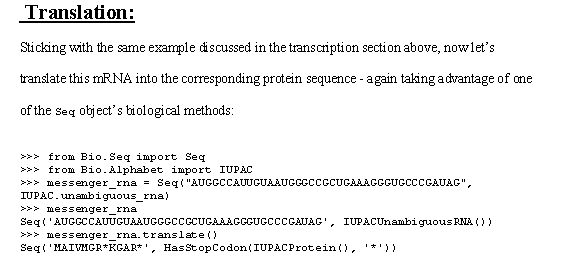 Translation:
Sticking with the same example discussed in the transcription section above, now let's
translate this mRNA into the corresponding protein sequence - again taking advantage of one
of the Seq object's biological methods:
>>> from Bio.Seq import Seq
>>> from Bio.Alphabet import IUPAC
>>> messenger_rna = Seq("AUGGCCAUUGUAAUGGGCCGCUGAAAGGGUGCCCGAUAG",
IUPAC.unambiguous_rna)
>>> messenger_rna
Seq('AUGGCCAUUGUAAUGGGCCGCUGAAAGGGUGCCCGAUAG', IUPACUnambiguousRNA())
>>> messenger_rna.translate()
Seq('MAIVMGR*KGAR*', HasStopCodon(IUPACProtein(), '*'))